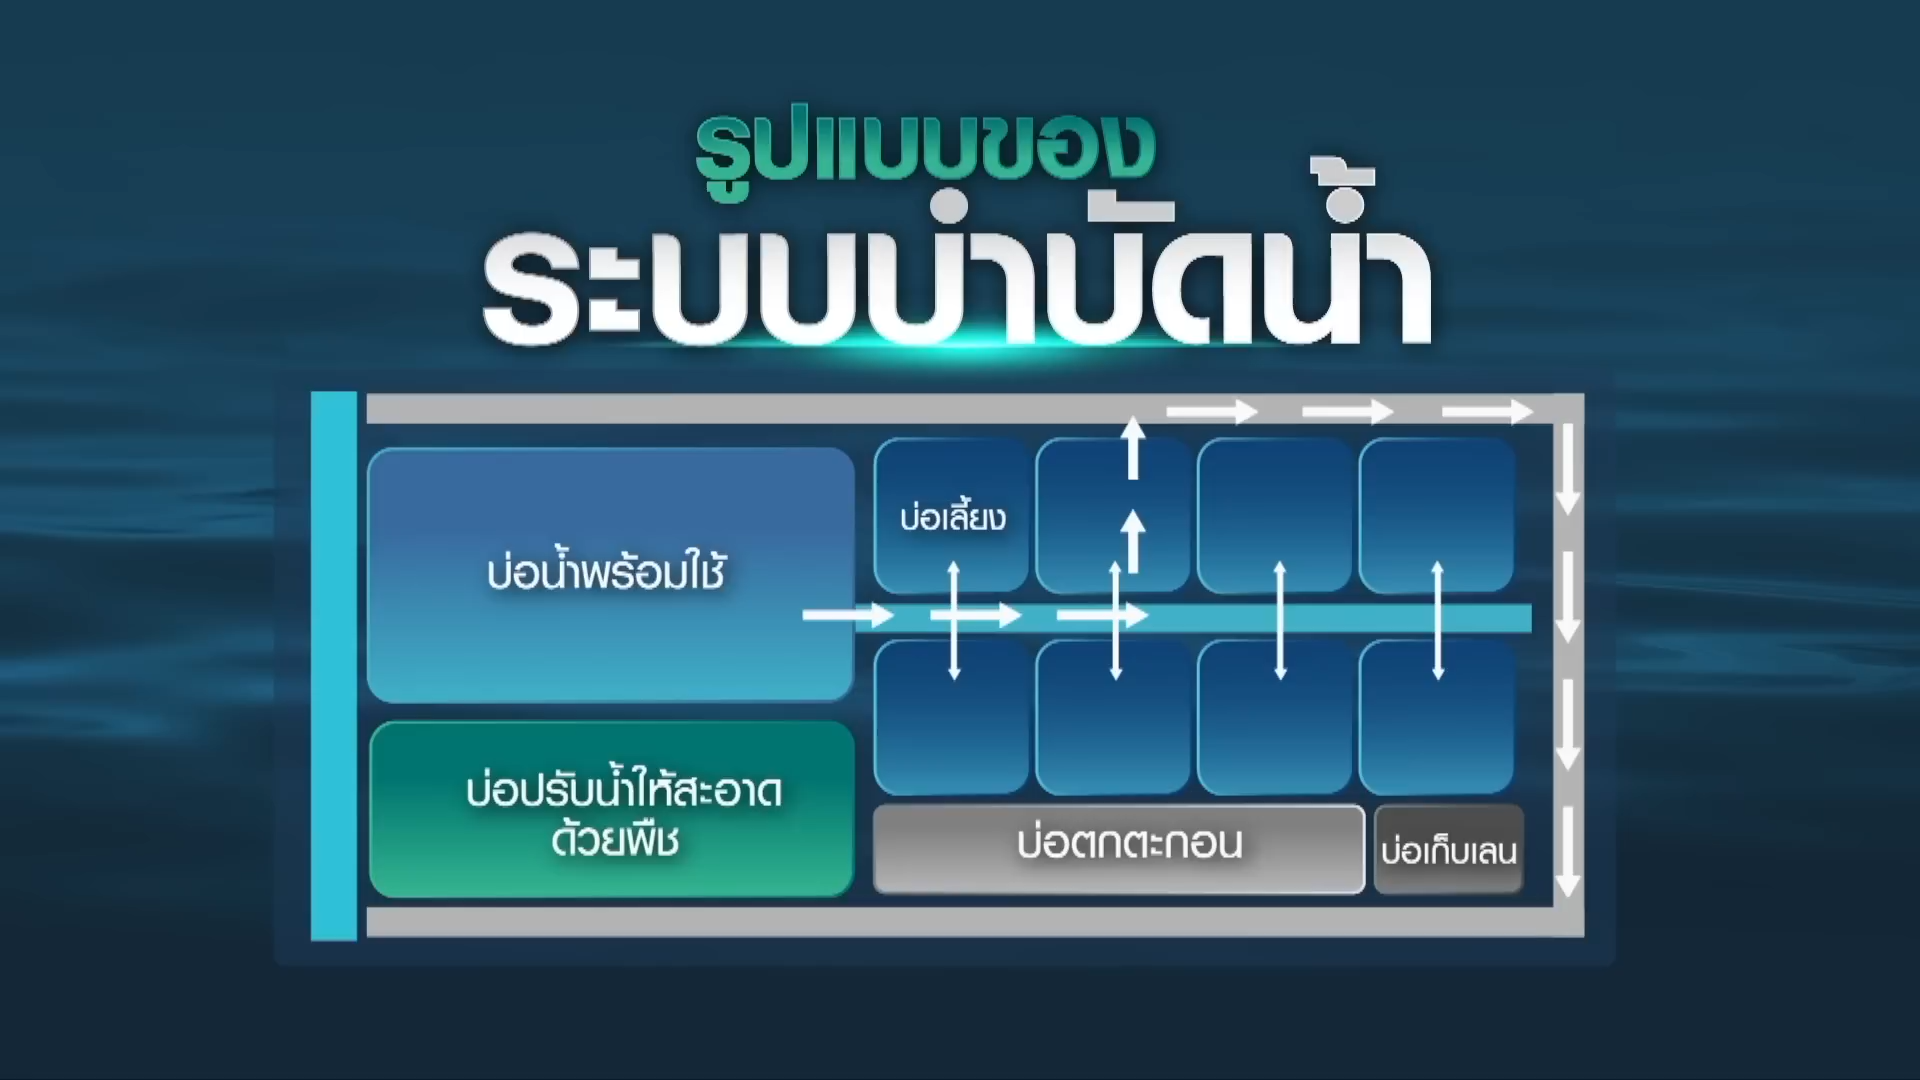 รูปแบบของ
ระบบบำบัดน้ำ
บ่อน้ำพร้อมใช้
บ่อเลี้ยง
บ่อปรับน้ำให้สะอาด
ด้วยพืช
บ่อตกตะกอน
บ่อเก็บเลน